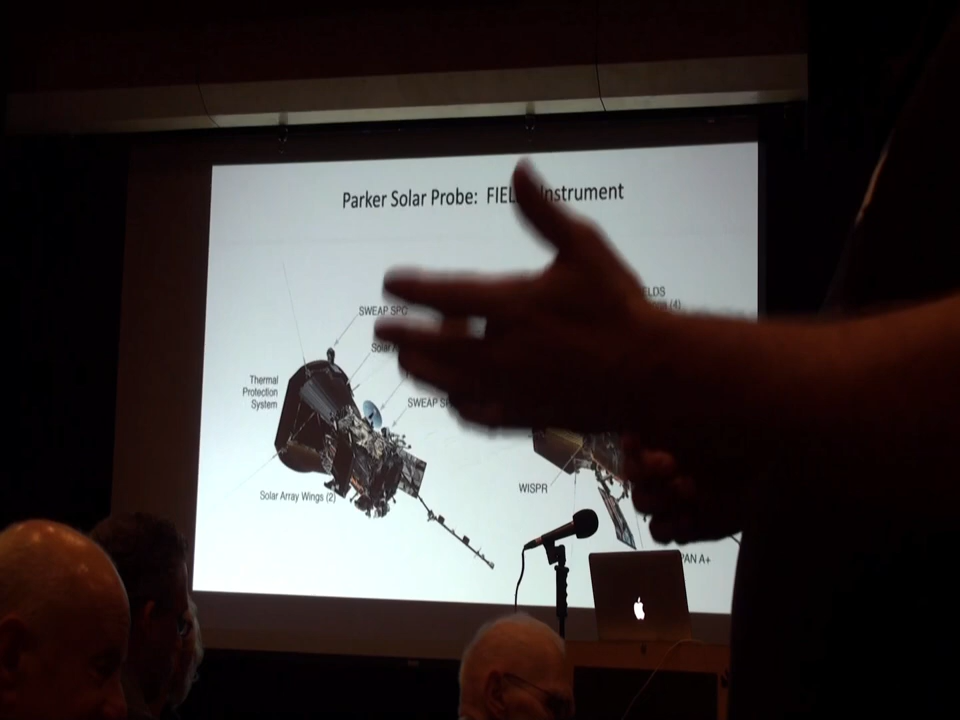 Parker Solar Probe: FIEL Instrument
SWEAP SPC
ELDS
(4)
Solar A
Thermal
Protection
System
SWEAP S
Solar Array Wings (2)
WISPR
PAN A+